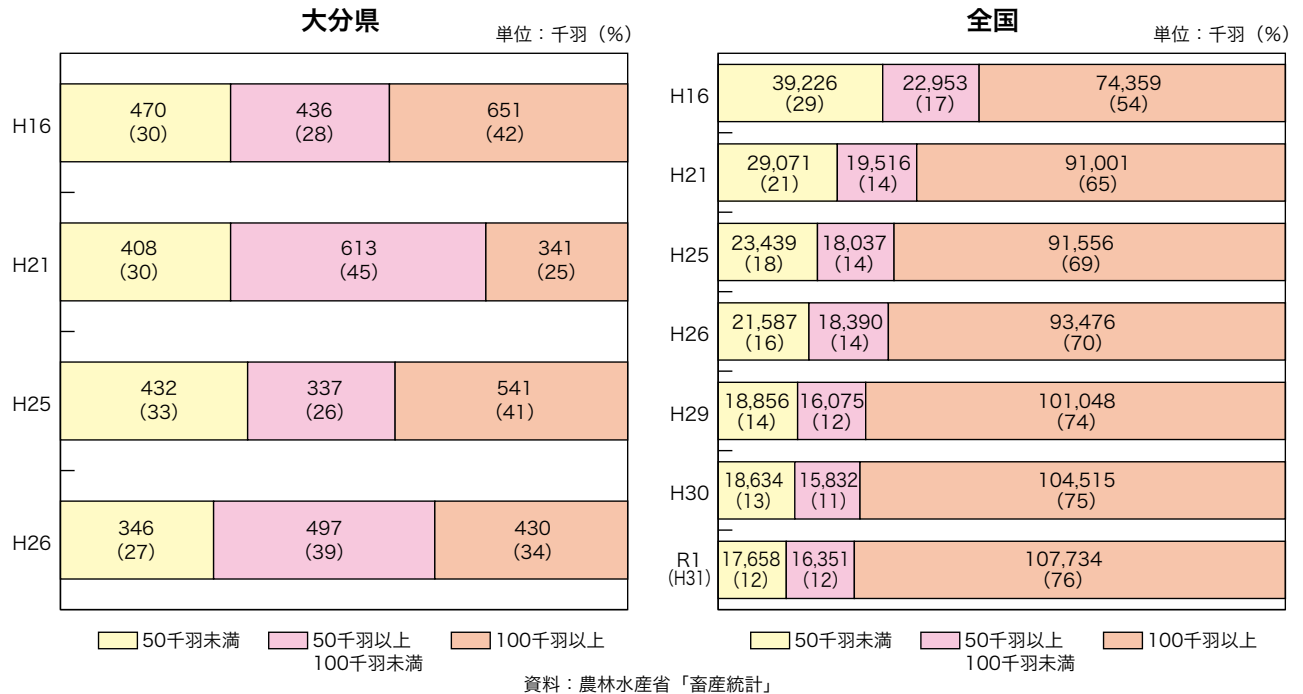 大分県
単位：千羽（%）
H16
470
（30）
436
（28）
651
（42）
H21
408
（30）
613
（45）
341
（25）
H25
432
（33）
337
（26）
541
（41）
H26
346
（27）
497
（39）
430
（34）
50千羽未満
50千羽以上
100千羽未満
100千羽以上
全国
単位：千羽（%）
H16
39,226
（29）
22,953
（17）
74,359
（54）
H21
29,071
（21）
19,516
（14）
91,001
（65）
H25
23,439
（18）
18,037
（14）
91,556
（69）
H26
21,587
（16）
18,390
（14）
93,476
（70）
H29
18,856
（14）
16,075
（12）
101,048
（74）
H30
18,634
（13）
15,832
（11）
104,515
（75）
R1
（H31）
17,658
（12）
16,351
（12）
107,734
（76）
50千羽未満
50千羽以上
100千羽未満
100千羽以上
資料：農林水産省「畜産統計」